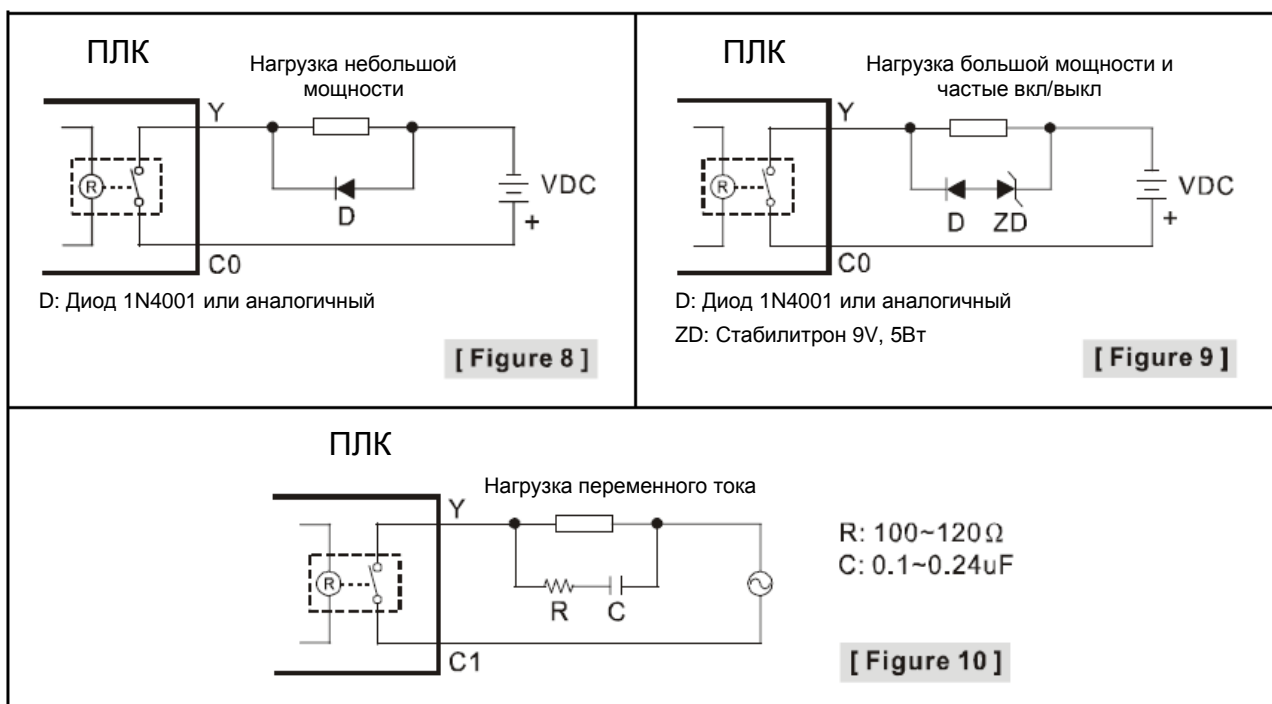 ПЛК
Нагрузка небольшой
мощности
Y
R
D
VDC
+
C0
D: Диод 1N4001 или аналогичный
[ Figure 8 ]
ПЛК
Нагрузка большой мощности и
частые вкл/выкл
Y
R
D ZD
VDC
+
C0
D: Диод 1N4001 или аналогичный
ZD: Стабилитрон 9V, 5Вт
[ Figure 9 ]
ПЛК
Нагрузка переменного тока
Y
R
R C
C1
R: 100~120Ω
C: 0.1~0.24uF
[ Figure 10 ]